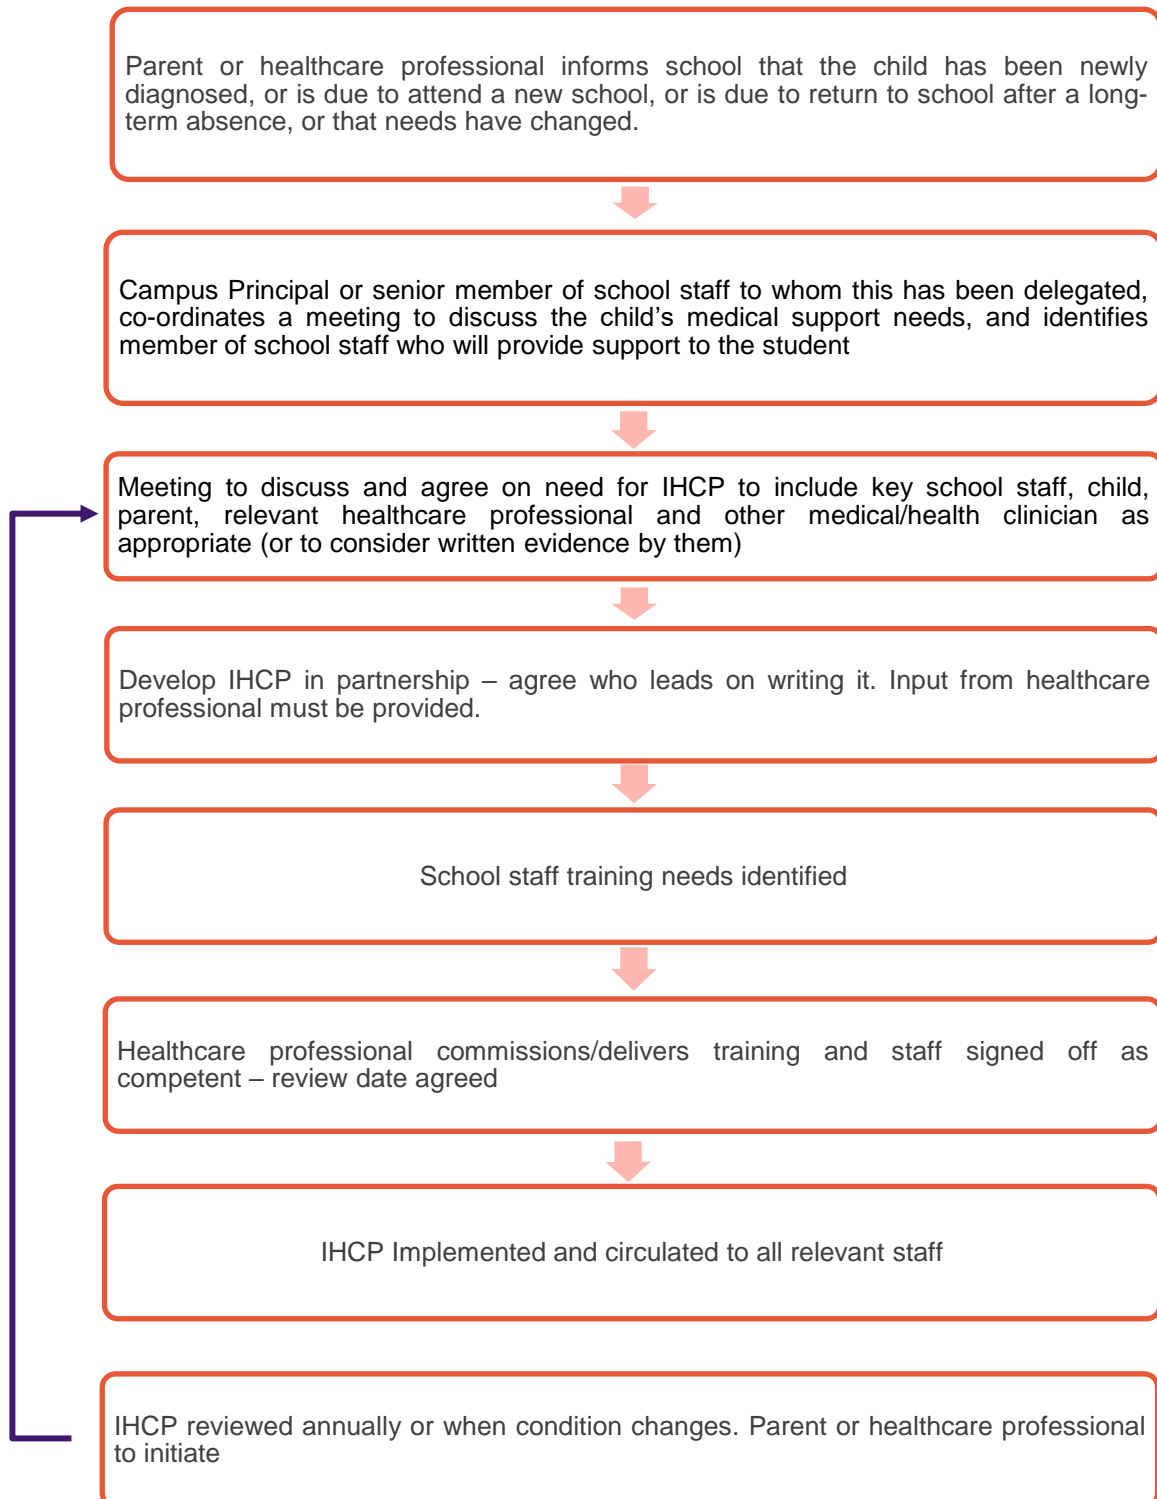 Parent or healthcare professional informs school that the child has been newly
diagnosed, or is due to attend a new school, or is due to return to school after a long-
term absence, or that needs have changed.
Campus Principal or senior member of school staff to whom this has been delegated,
co-ordinates a meeting to discuss the child’s medical support needs, and identifies
member of school staff who will provide support to the student
Meeting to discuss and agree on need for IHCP to include key school staff, child,
parent, relevant healthcare professional and other medical/health clinician as
appropriate (or to consider written evidence by them)
Develop IHCP in partnership – agree who leads on writing it. Input from healthcare
professional must be provided.
School staff training needs identified
Healthcare professional commissions/delivers training and staff signed off as
competent – review date agreed
IHCP Implemented and circulated to all relevant staff
IHCP reviewed annually or when condition changes. Parent or healthcare professional
to initiate